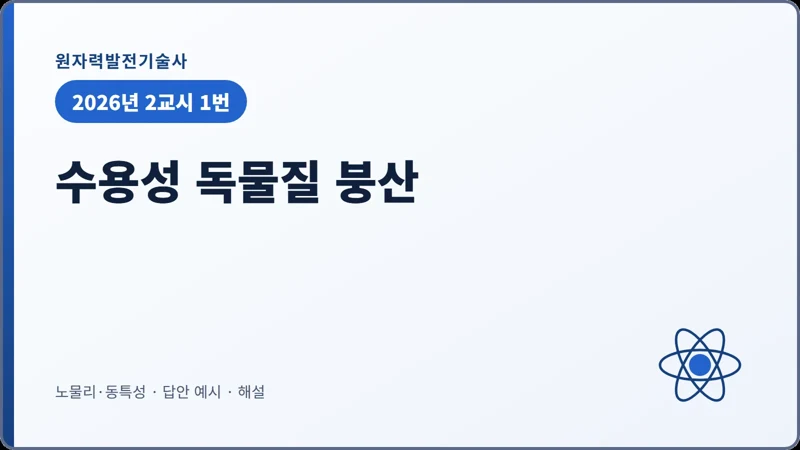 원자력발전기술사
2026년 2교시 1번
수용성 독물질 붕산
노물리·동특성 · 답안 예시 · 해설